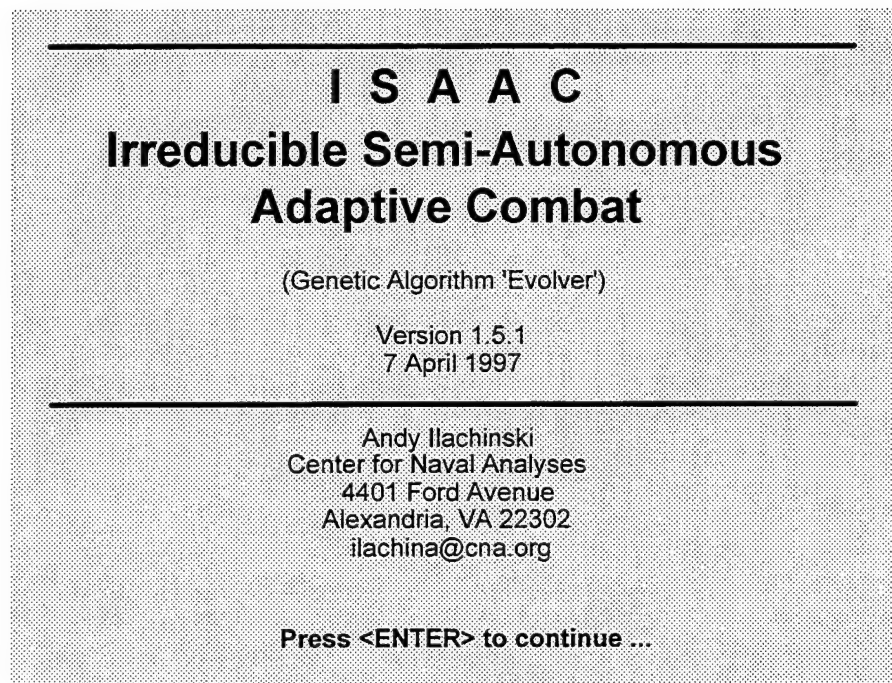 I S A A C
Irreducible Semi-Autonomous
Adaptive Combat
(Genetic Algorithm 'Evolver')
Version 1.5.1
7 April 1997
Andy Ilachinski
Center for Naval Analyses
4401 Ford Avenue
Alexandria, VA 22302
ilachina@cna.org
Press <ENTER> to continue ...